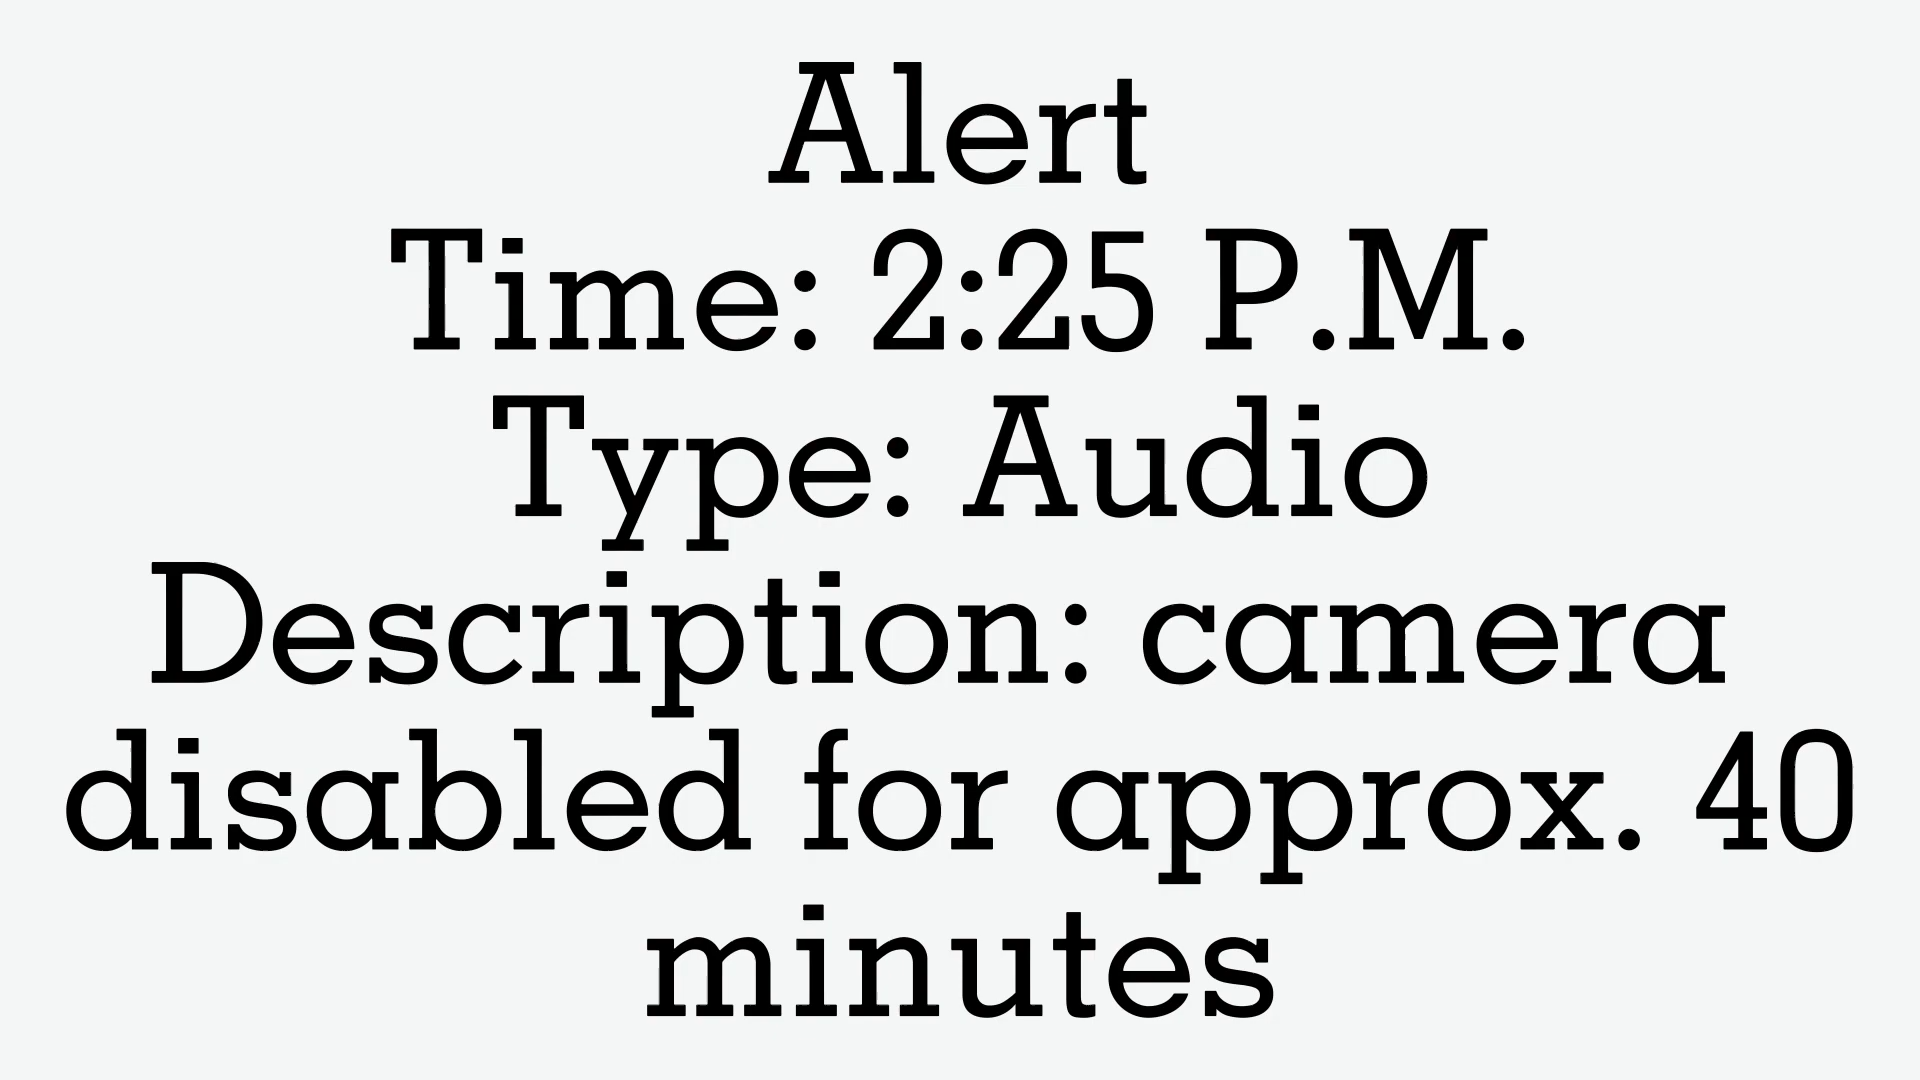 Alert
Time: 2:25 P.M.
Type: Audio
Description: camera
disabled for approx. 40
minutes